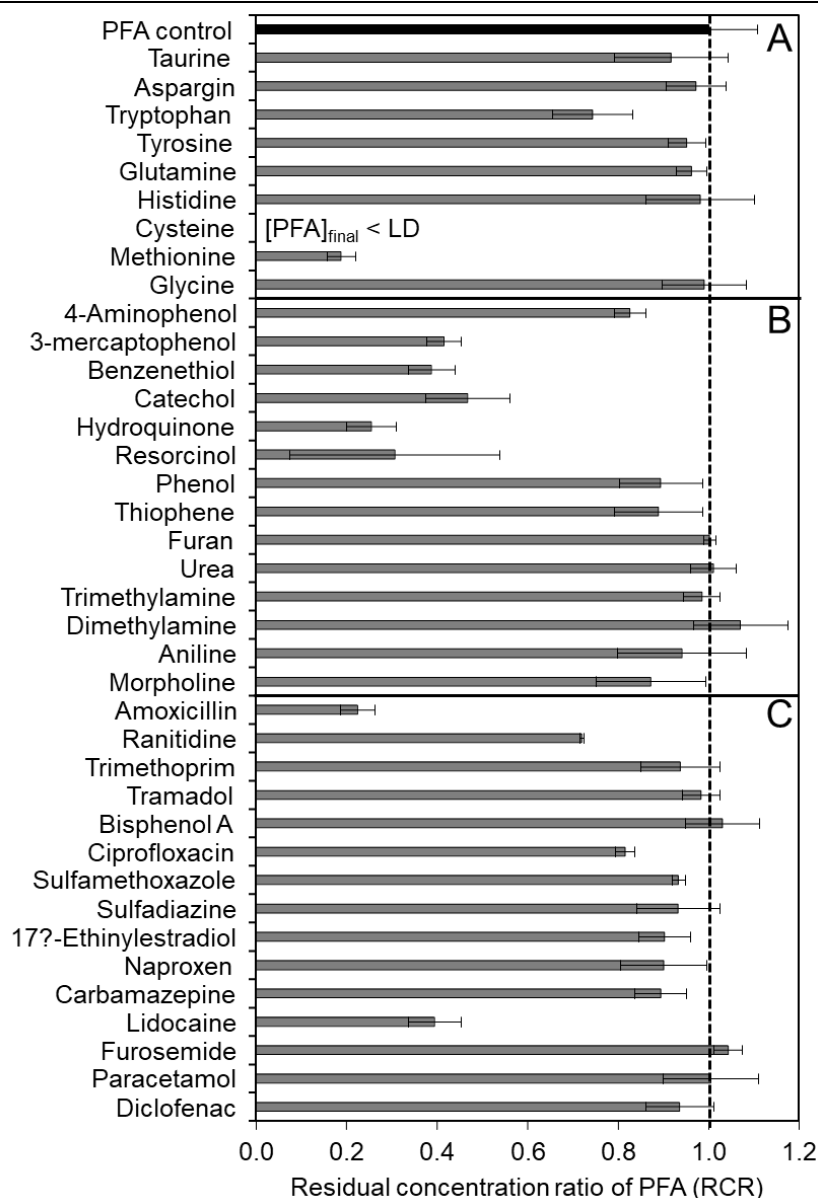 PFA control
A
Taurine
Aspargin
Tryptophan
Tyrosine
Glutamine
Histidine
Cysteine [PFA]final < LD
Methionine
Glycine
4-Aminophenol
B
3-mercaptophenol
Benzenethiol
Catechol
Hydroquinone
Resorcinol
Phenol
Thiophene
Furan
Urea
Trimethylamine
Dimethylamine
Aniline
Morpholine
Amoxicillin
C
Ranitidine
Trimethoprim
Tramadol
Bisphenol A
Ciprofloxacin
Sulfamethoxazole
Sulfadiazine
17?-Ethinylestradiol
Naproxen
Carbamazepine
Lidocaine
Furosemide
Paracetamol
Diclofenac
0.0 0.2 0.4 0.6 0.8 1.0 1.2
Residual concentration ratio of PFA (RCR)